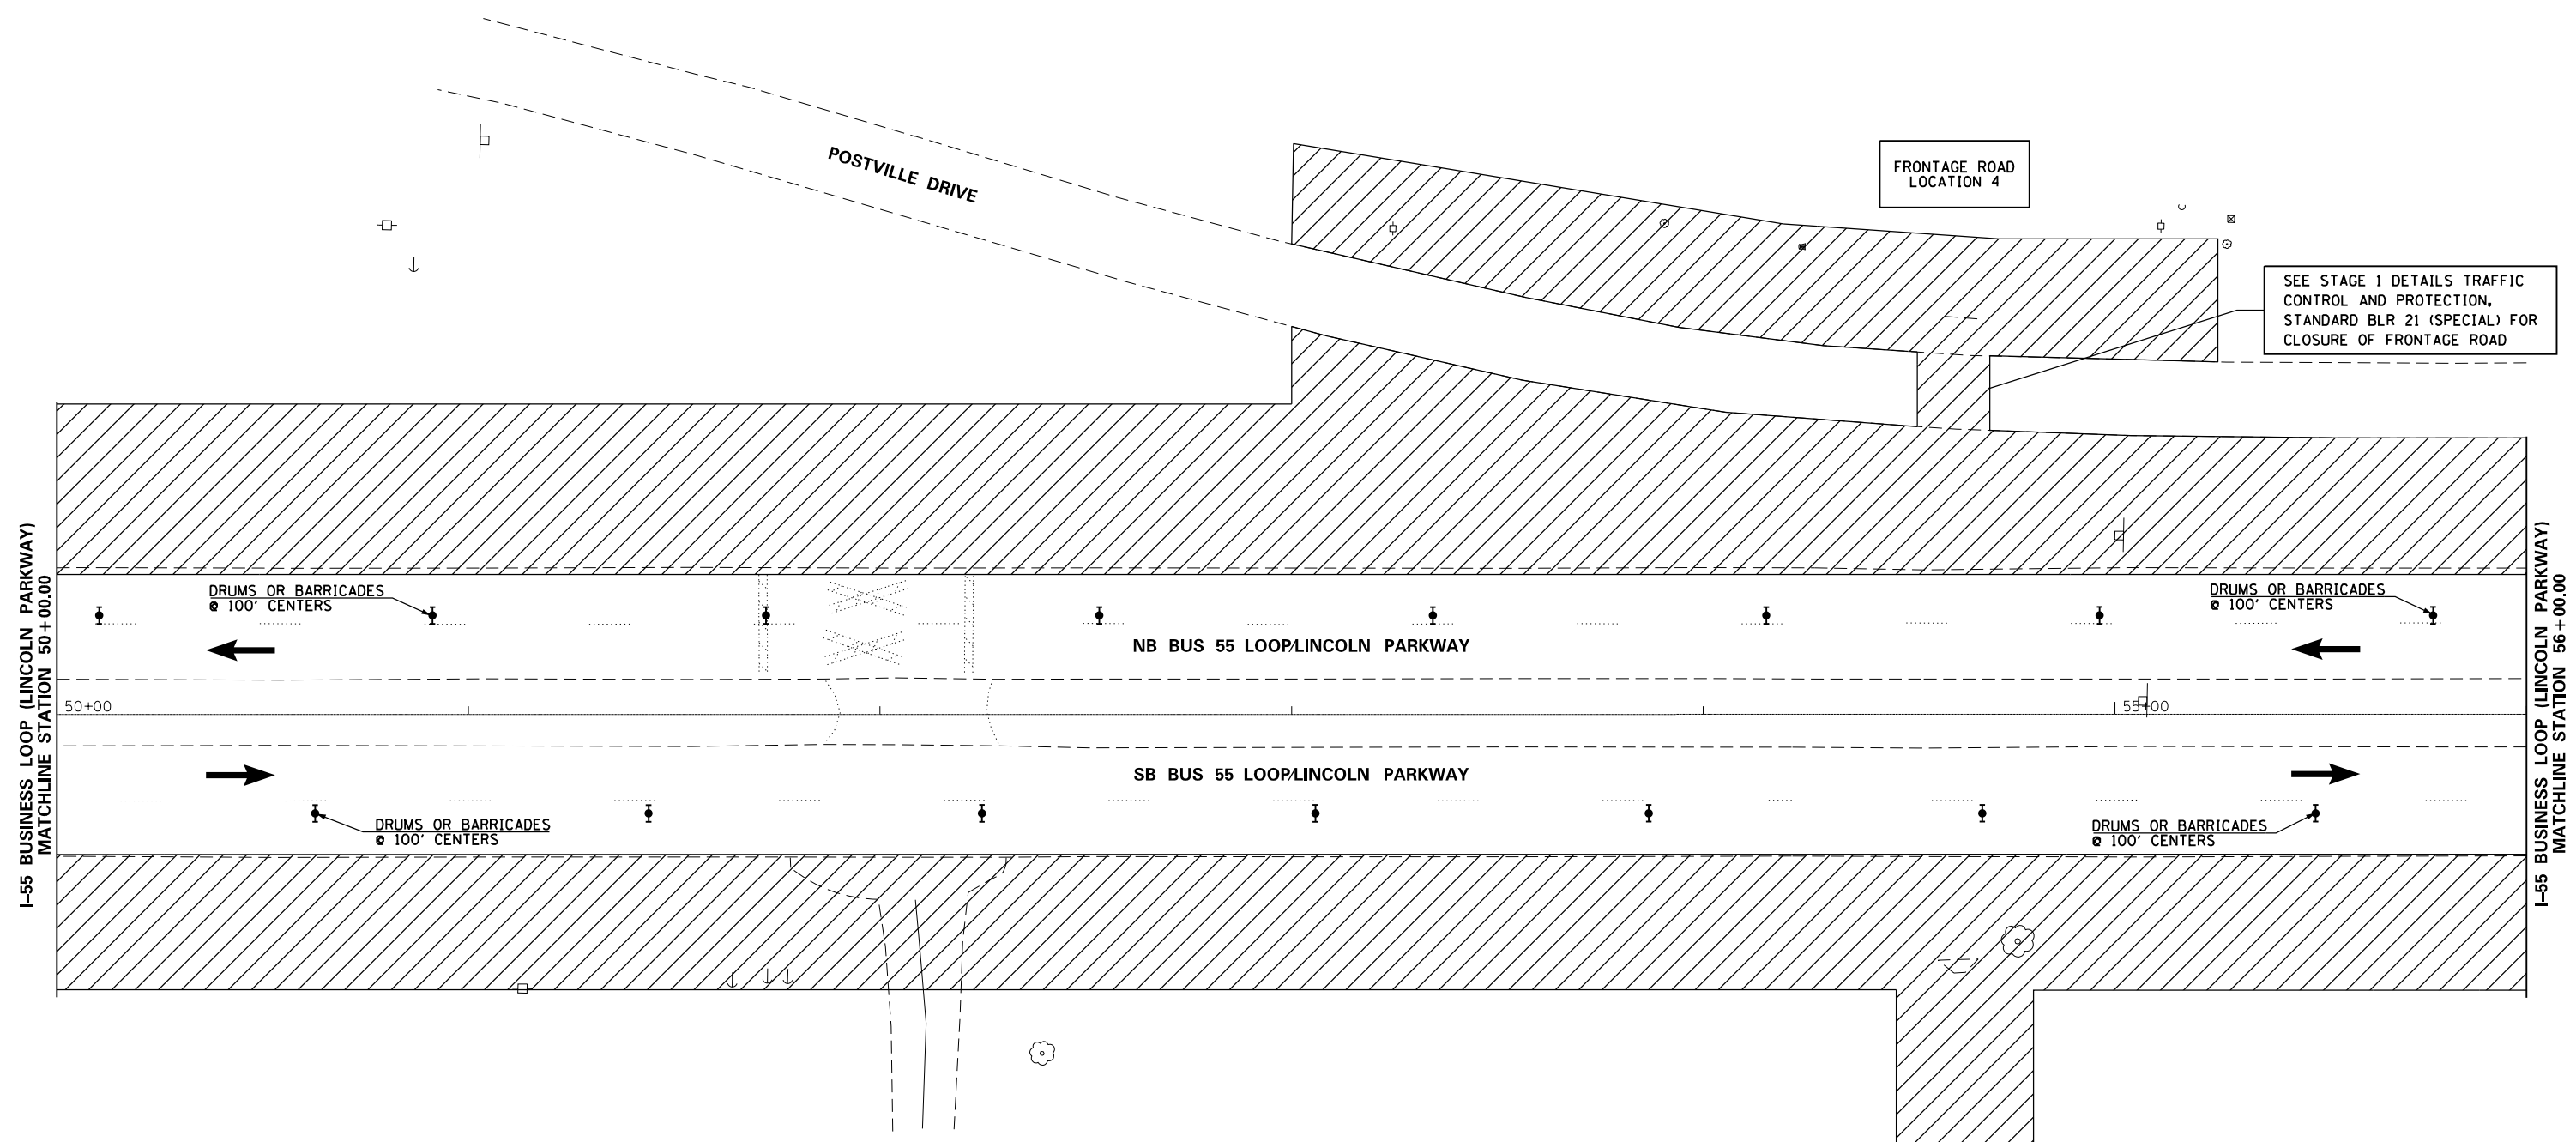 POSTVILLE DRIVE
FRONTAGE ROAD
LOCATION 4
SEE STAGE 1 DETAILS TRAFFIC
CONTROL AND PROTECTION,
STANDARD BLR 21 (SPECIAL) FOR
CLOSURE OF FRONTAGE ROAD
I-55 BUSINESS LOOP (LINCOLN PARKWAY)
MATCHLINE STATION 50+00.00
DRUMS OR BARRICADES
@ 100' CENTERS
DRUMS OR BARRICADES
@ 100' CENTERS
NB BUS 55 LOOP/LINCOLN PARKWAY
50+00
55+00
SB BUS 55 LOOP/LINCOLN PARKWAY
DRUMS OR BARRICADES
@ 100' CENTERS
DRUMS OR BARRICADES
@ 100' CENTERS
I-55 BUSINESS LOOP (LINCOLN PARKWAY)
MATCHLINE STATION 56+00.00